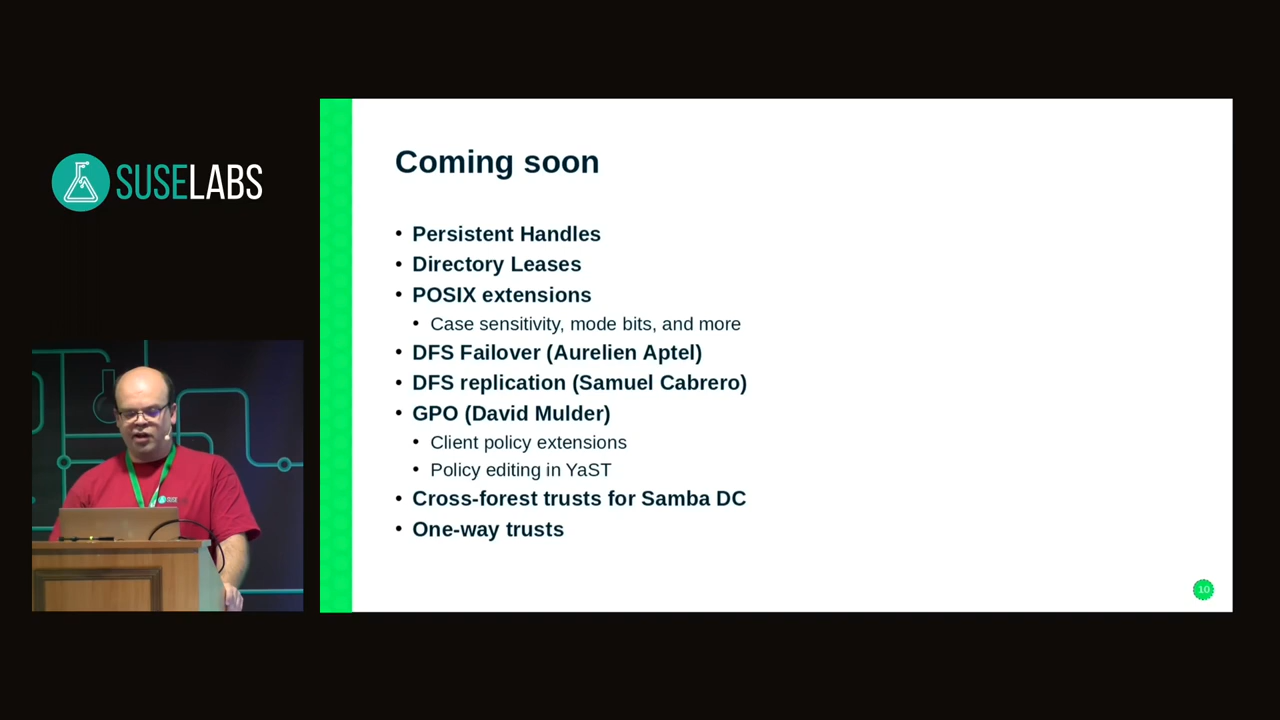 SUSELABS
Coming soon
• Persistent Handles
• Directory Leases
• POSIX extensions
• Case sensitivity, mode bits, and more
• DFS Failover (Aurelien Aptel)
• DFS replication (Samuel Cabrero)
• GPO (David Mulder)
• Client policy extensions
• Policy editing in YaST
• Cross-forest trusts for Samba DC
• One-way trusts
10